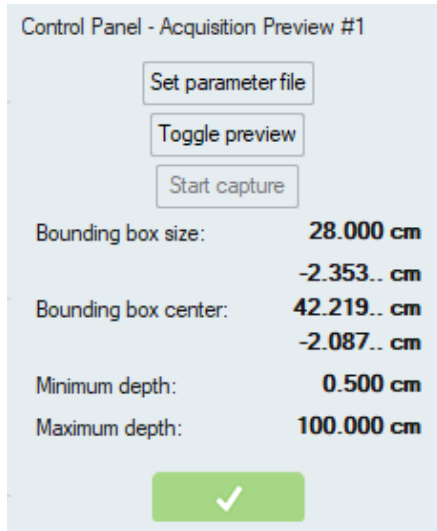 Control Panel - Acquisition Preview #1
Set parameter file
Toggle preview
Start capture
Bounding box size: 28.000 cm
-2.353.. cm
Bounding box center: 42.219.. cm
-2.087.. cm
Minimum depth: 0.500 cm
Maximum depth: 100.000 cm